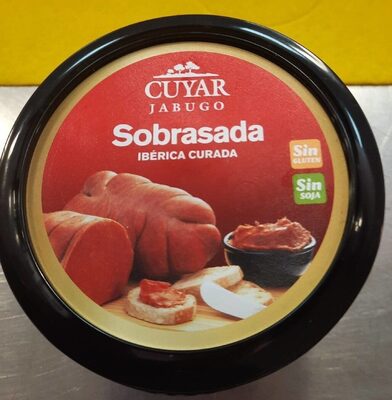 CUYAR
JABUGO
Sobrasada
IBÉRICA CURADA
Sin
GLUTEN
Sin
SOJA